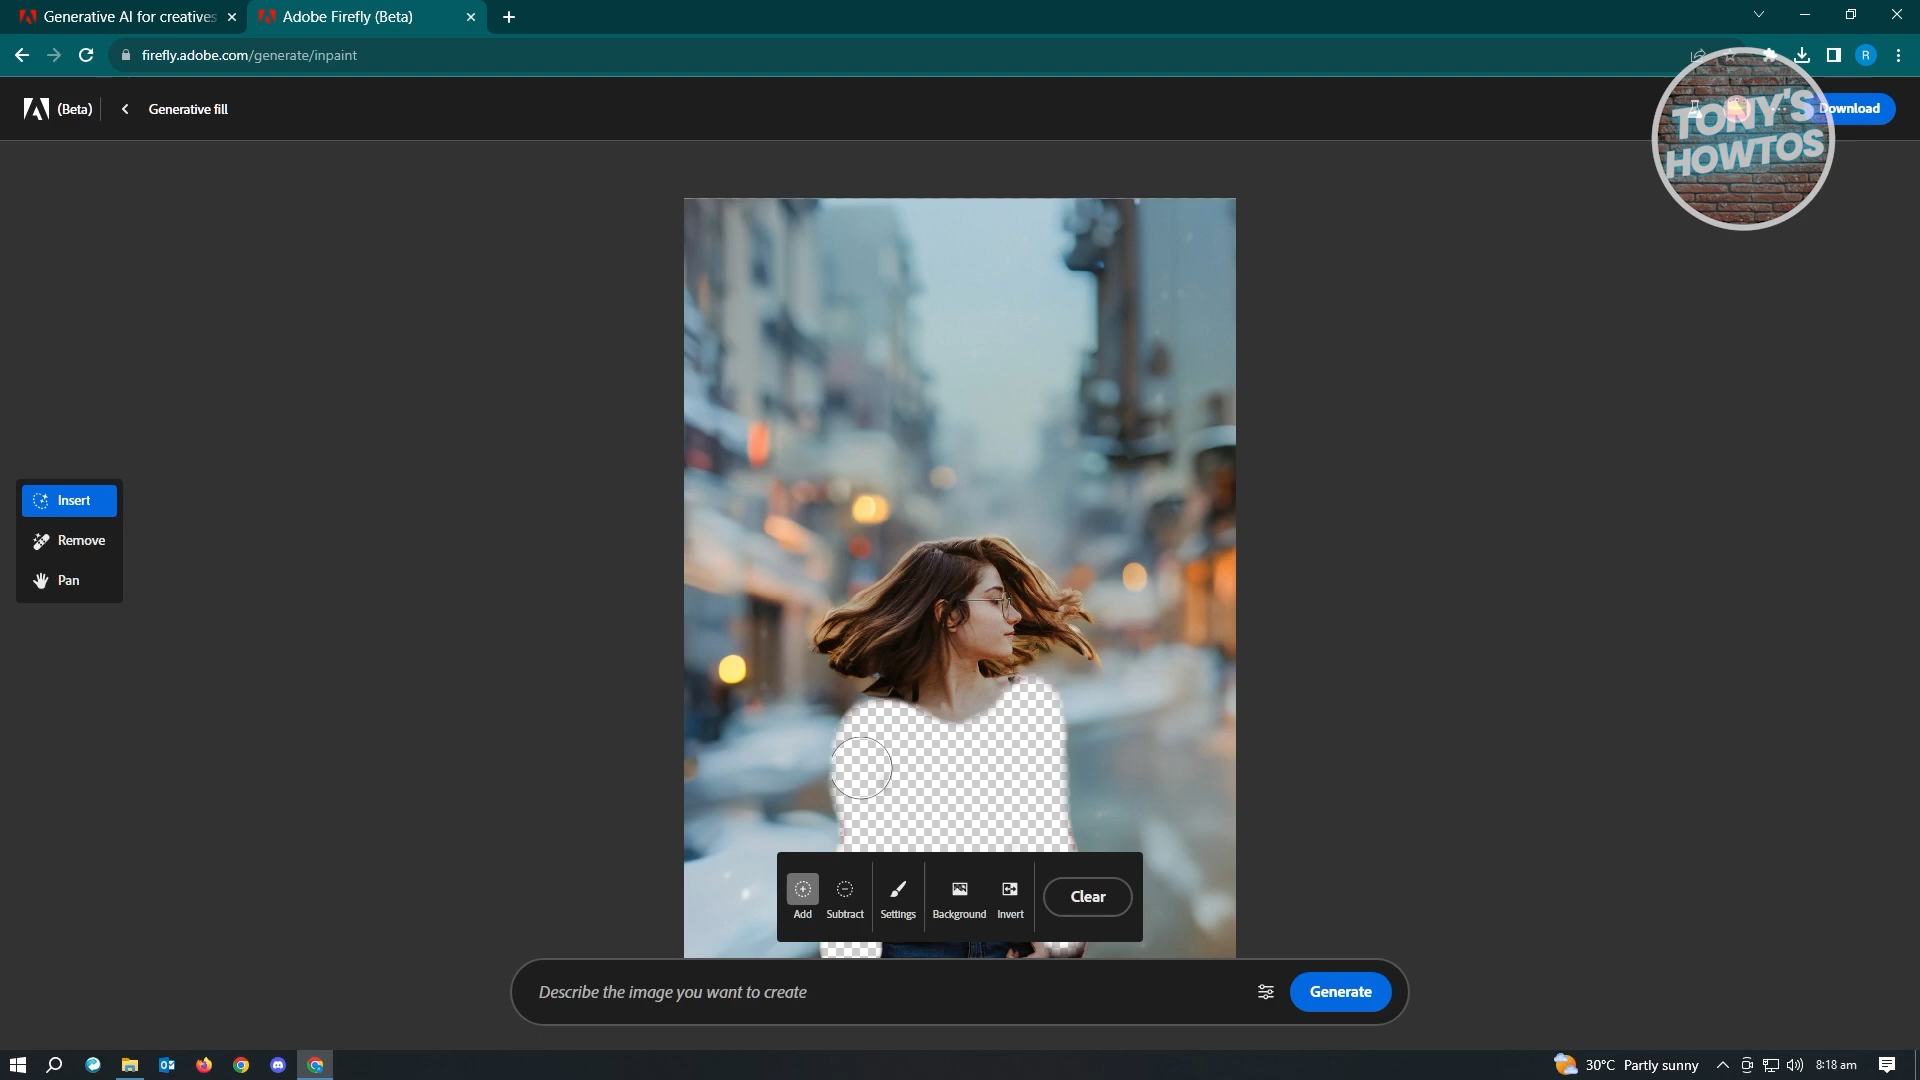 Generative AI for creatives
Adobe Firefly (Beta)
firefly.adobe.com/generate/inpaint
R
(Beta)
Generative fill
Download
TONY'S
HOWTOS
Insert
Remove
Pan
Add
Subtract
Settings
Background
Invert
Clear
Describe the image you want to create
Generate
30°C Partly sunny
8:18 am